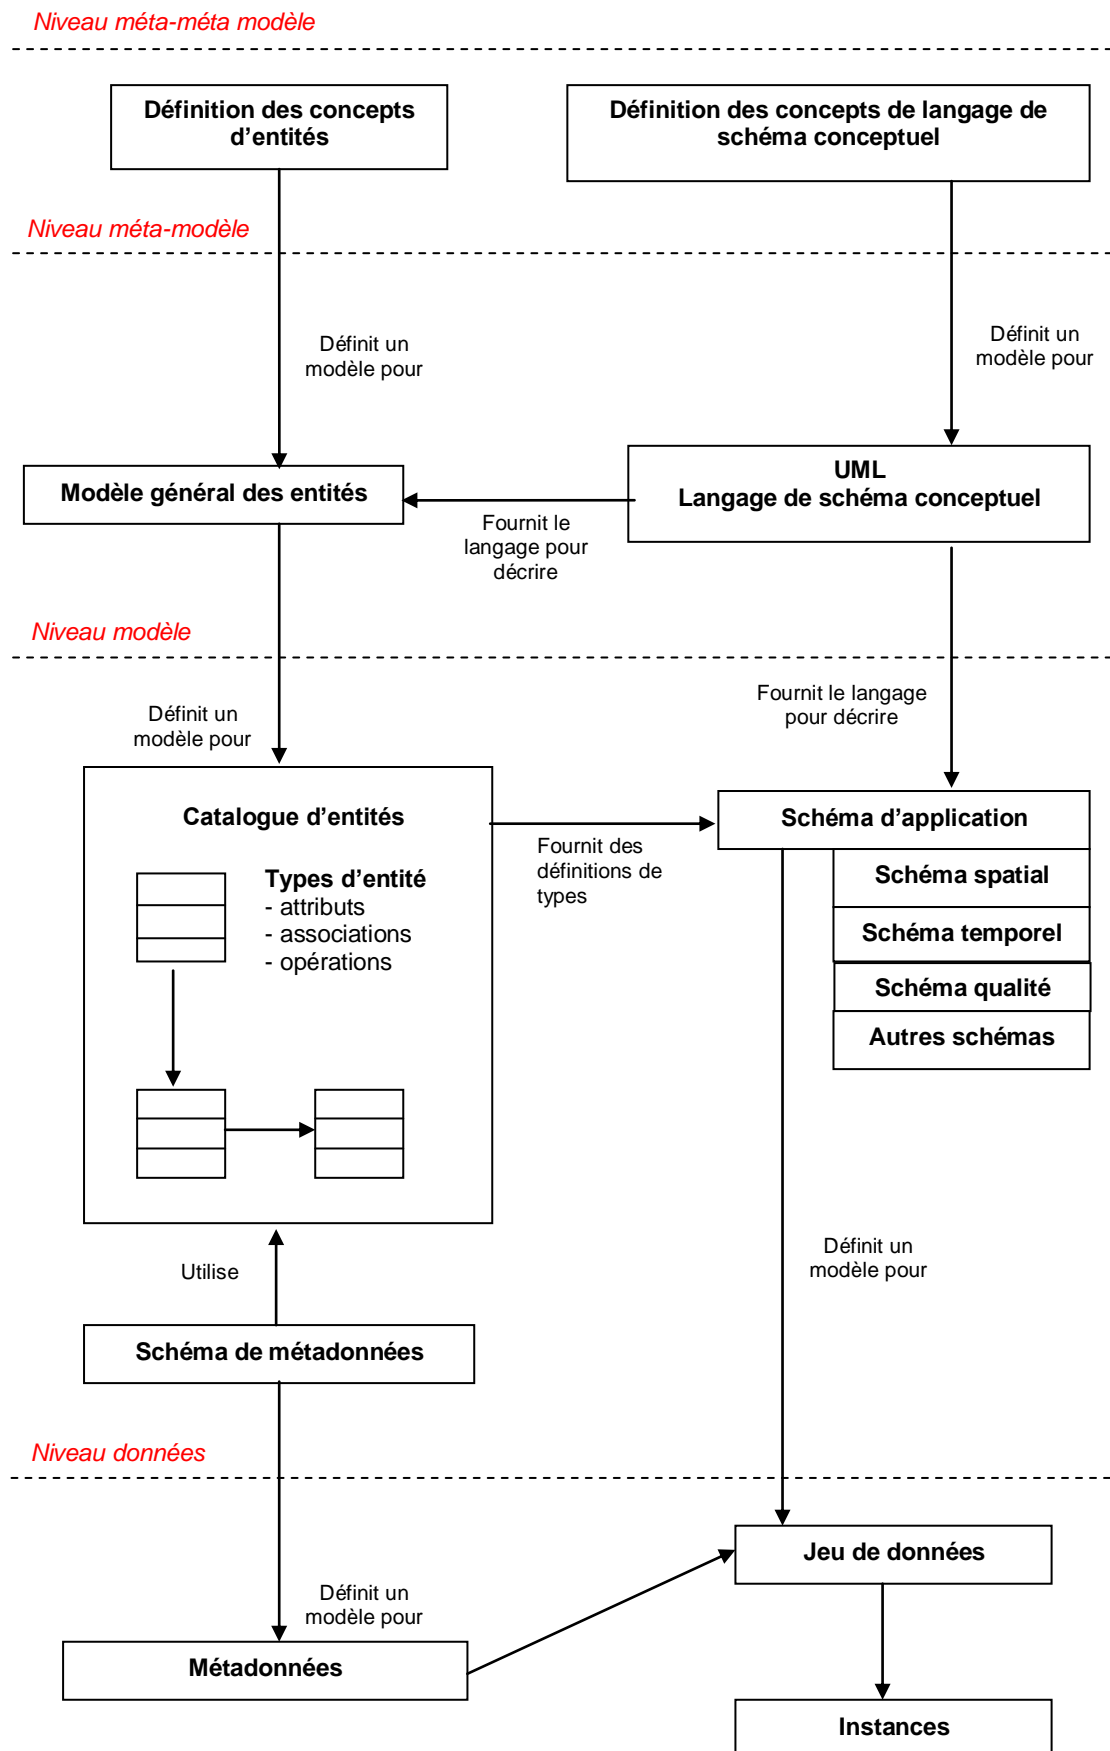 Niveau méta-méta modèle
Définition des concepts
d’entités
Définition des concepts de langage de
schéma conceptuel
Niveau méta-modèle
Définit un
modèle pour
Définit un
modèle pour
Modèle général des entités
UML
Langage de schéma conceptuel
Fournit le
langage pour
décrire
Niveau modèle
Définit un
modèle pour
Fournit le langage
pour décrire
Catalogue d’entités
Types d’entité
- attributs
- associations
- opérations
Fournit des
définitions de
types
Schéma d’application
Schéma spatial
Schéma temporel
Schéma qualité
Autres schémas
Utilise
Définit un
modèle pour
Schéma de métadonnées
Niveau données
Définit un
modèle pour
Jeu de données
Métadonnées
Instances